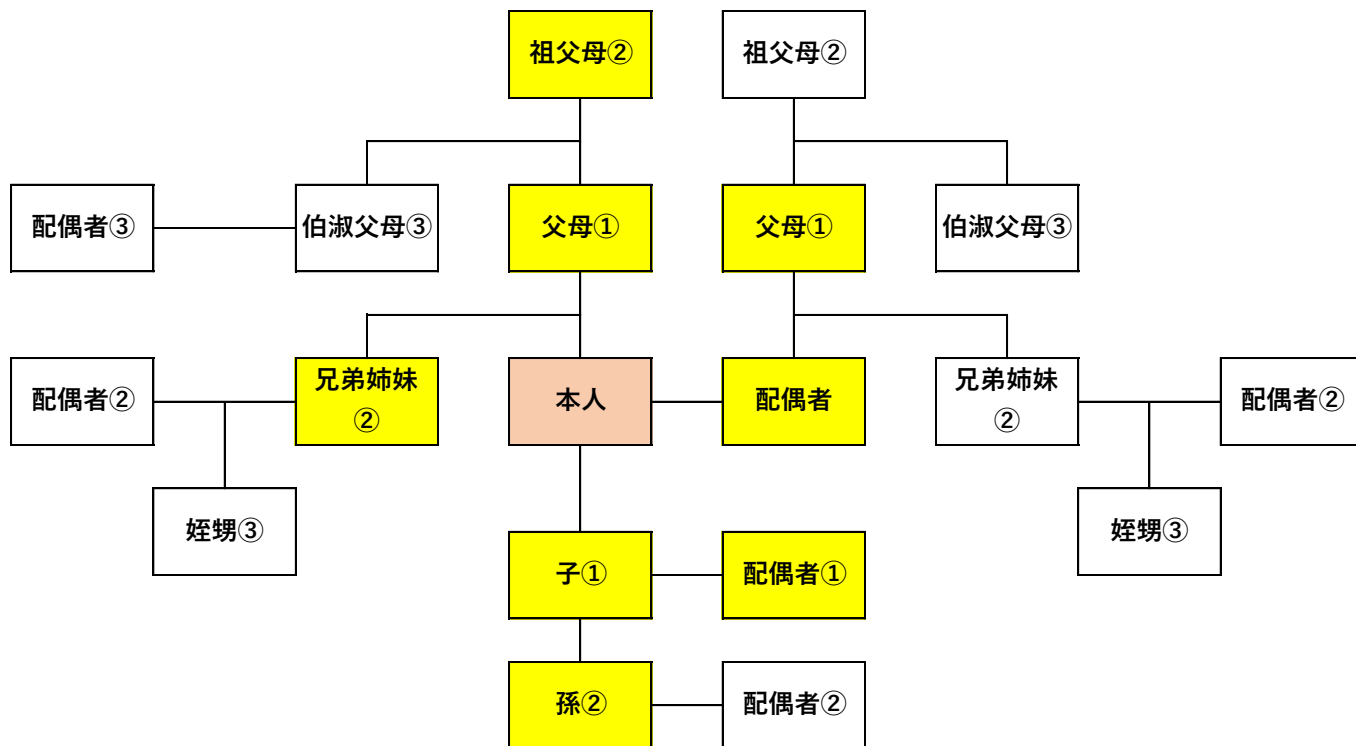 祖父母②
祖父母②
配偶者③
伯淑父母③
父母①
父母①
伯淑父母③
配偶者②
兄弟姉妹
②
本人
配偶者
兄弟姉妹
②
配偶者②
姪甥③
姪甥③
子①
配偶者①
孫②
配偶者②